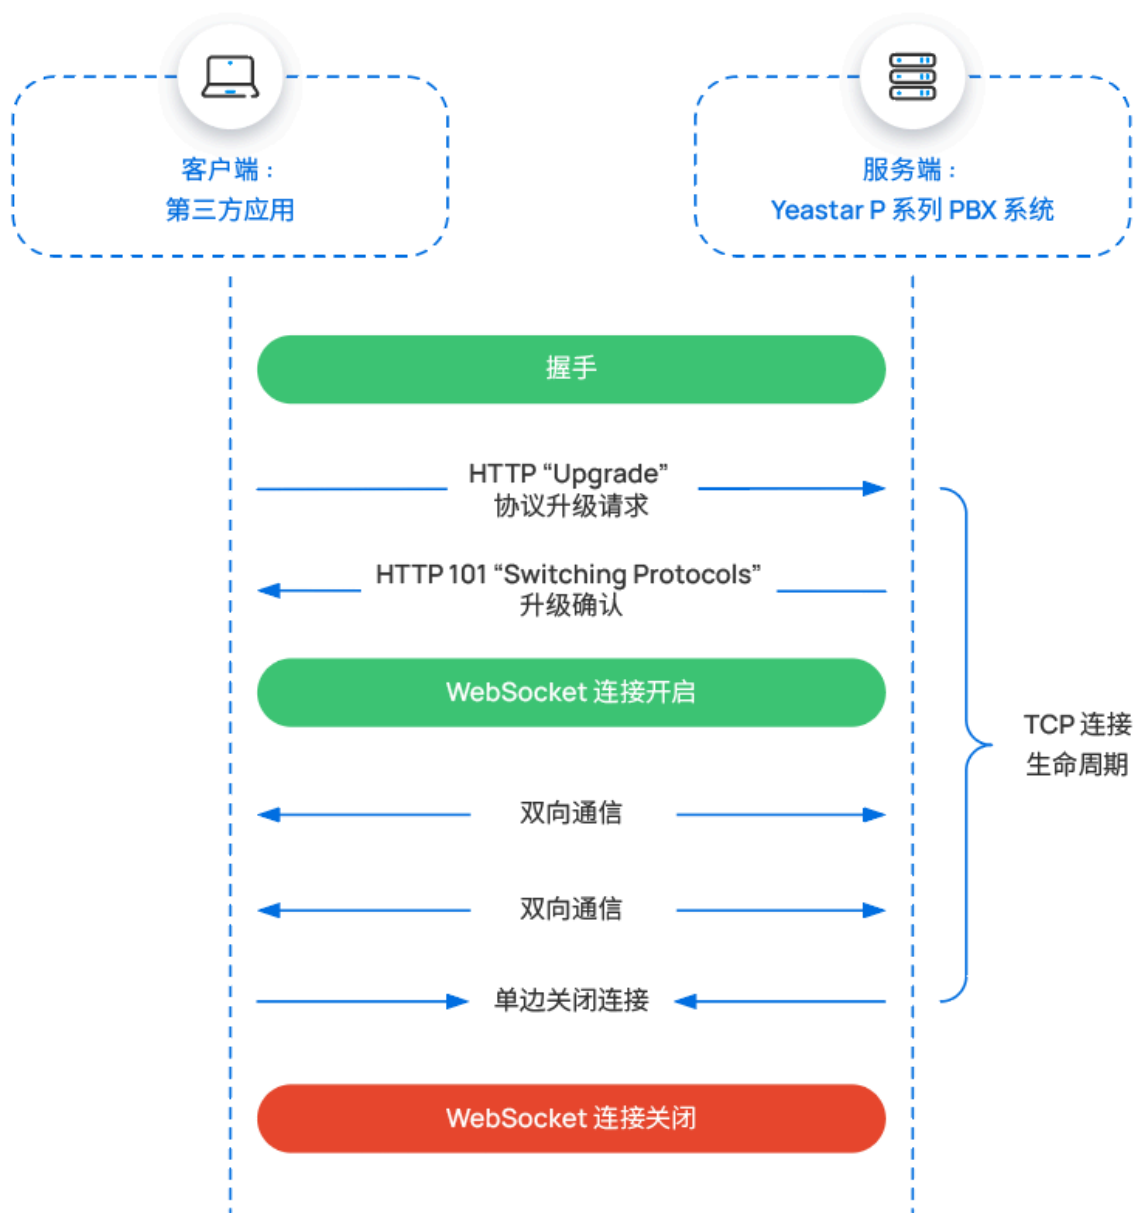 客户端：
第三方应用
服务端：
Yeastar P 系列 PBX 系统
握手
HTTP “Upgrade”
协议升级请求
HTTP 101 “Switching Protocols”
升级确认
WebSocket 连接开启
TCP 连接
生命周期
双向通信
双向通信
单边关闭连接
WebSocket 连接关闭